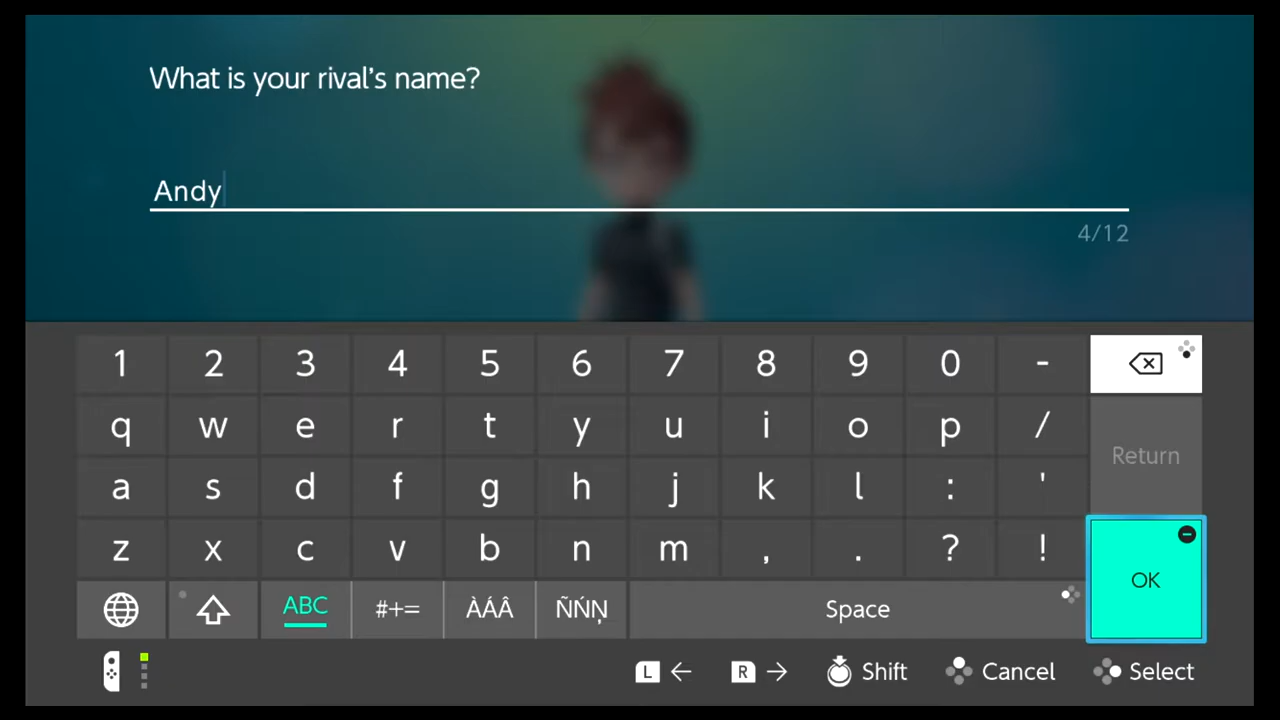 What is your rival's name?
Andy
4/12
1 2 3 4 5 6 7 8 9 0 -
q w e r t y u i o p /
Return
a s d f g h j k l : '
z x c v b n m , . ? !
OK
ABC #+= ÀÁÂ ÑŃŅ Space
L ← R → Shift Cancel Select